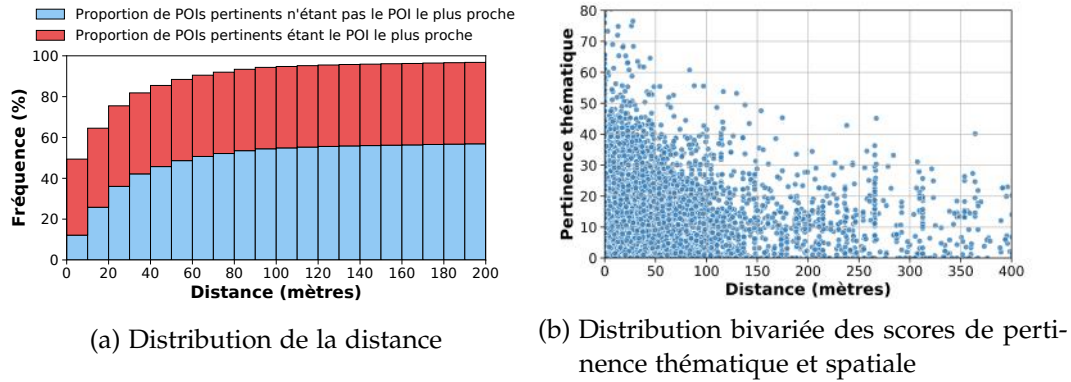 Proportion de POIs pertinents n'étant pas le POI le plus proche
Proportion de POIs pertinents étant le POI le plus proche
100
80
60
40
20
0
Fréquence (%)
0 20 40 60 80 100 120 140 160 180 200
Distance (mètres)
(a) Distribution de la distance
80
70
60
50
40
30
20
10
0
Pertinence thématique
0 50 100 150 200 250 300 350 400
Distance (mètres)
(b) Distribution bivariée des scores de perti-
nence thématique et spatiale